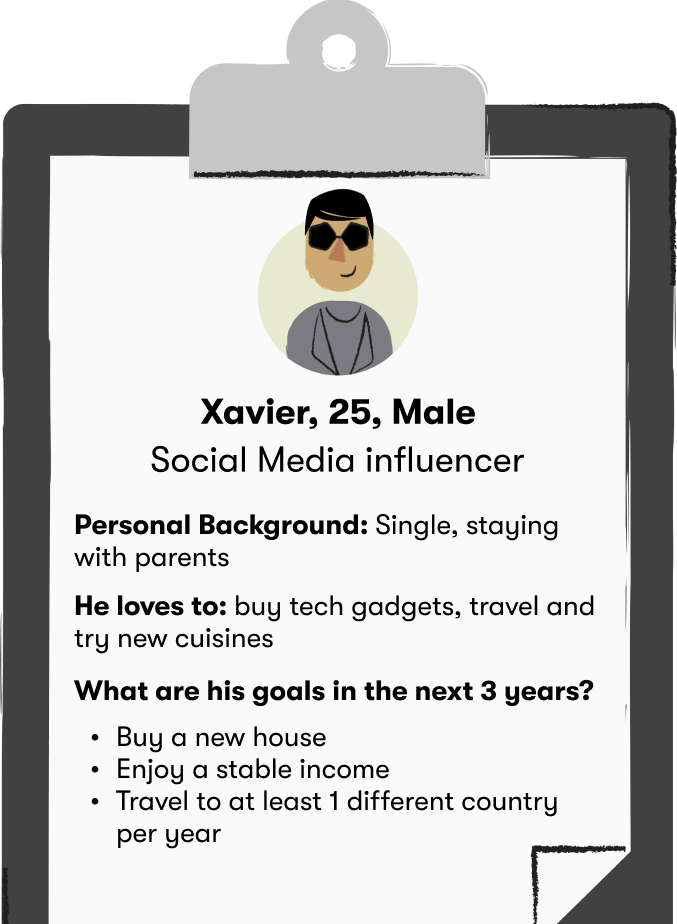 Xavier, 25, Male
Social Media influencer
Personal Background: Single, staying
with parents
He loves to: buy tech gadgets, travel and
try new cuisines
What are his goals in the next 3 years?
• Buy a new house
• Enjoy a stable income
• Travel to at least 1 different country
per year